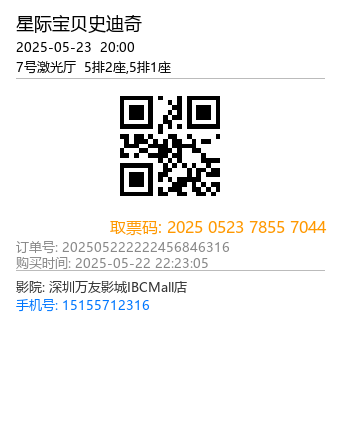 星际宝贝史迪奇
2025-05-23  20:00
7号激光厅  5排2座,5排1座
取票码: 2025 0523 7855 7044
订单号: 202505222222456846316
购买时间: 2025-05-22 22:23:05
影院: 深圳万友影城IBCMall店
手机号: 15155712316